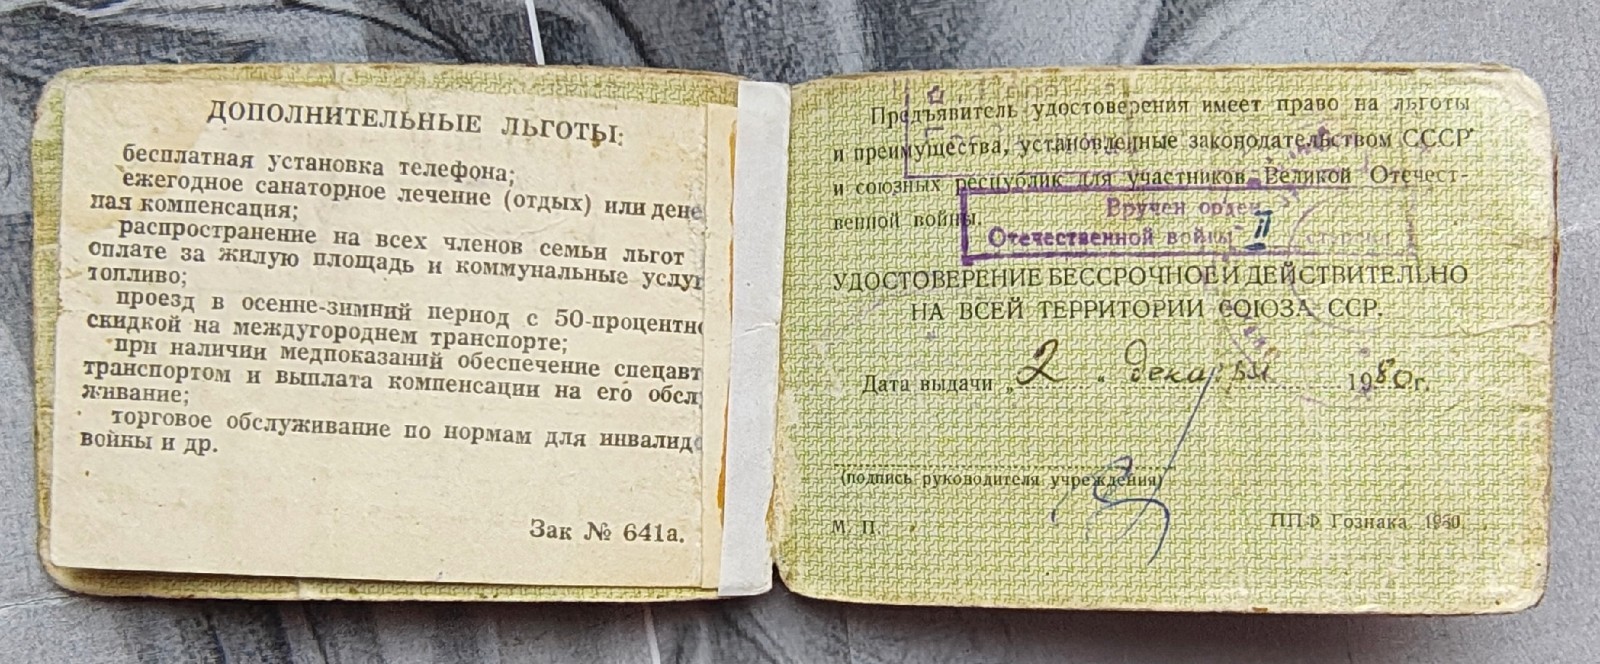 ДОПОЛНИТЕЛЬНЫЕ ЛЬГОТЫ:
бесплатная установка телефона;
ежегодное санаторное лечение (отдых) или дене
ная компенсация;
распространение на всех членов семьи льгот
оплате за жилую площадь и коммунальные услуг
топливо;
проезд в осенне-зимний период с 50-процентн
скидкой на междугороднем транспорте;
при наличии медпоказаний обеспечение спецавт
транспортом и выплата компенсации на его обсл
живание;
торговое обслуживание по нормам для инвалидо
войны и др.
Зак № 641а.
Предъявитель удостоверения имеет право на льготы
и преимущества, установленные законодательством СССР
и союзных республик для участников Великой Отечест-
венной войны.
Вручен орден
Отечественной войны II степени
УДОСТОВЕРЕНИЕ БЕССРОЧНОЕ И ДЕЙСТВИТЕЛЬНО
НА ВСЕЙ ТЕРРИТОРИИ СОЮЗА ССР.
Дата выдачи „2" декабря 1980г.
(подпись руководителя учреждения)
М. П.
ППФ Гознака. 1980.